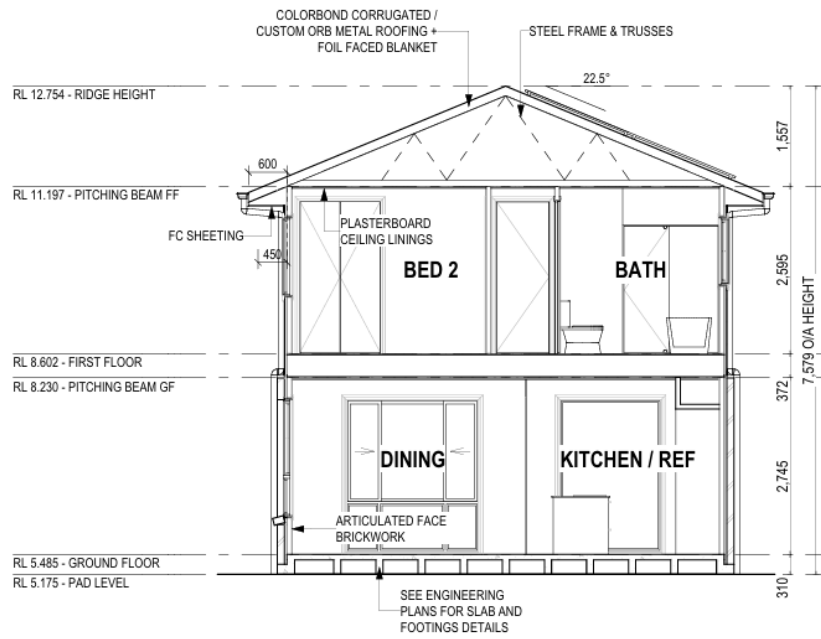 COLORBOND CORRUGATED /
CUSTOM ORB METAL ROOFING +
FOIL FACED BLANKET
STEEL FRAME & TRUSSES
22.5°
RL 12.754 - RIDGE HEIGHT
1,557
600
RL 11.197 - PITCHING BEAM FF
FC SHEETING
PLASTERBOARD
CEILING LININGS
450
BED 2
BATH
2,595
7,579 O/A HEIGHT
RL 8.602 - FIRST FLOOR
RL 8.230 - PITCHING BEAM GF
372
DINING
KITCHEN / REF
2,745
ARTICULATED FACE
BRICKWORK
RL 5.485 - GROUND FLOOR
RL 5.175 - PAD LEVEL
310
SEE ENGINEERING
PLANS FOR SLAB AND
FOOTINGS DETAILS